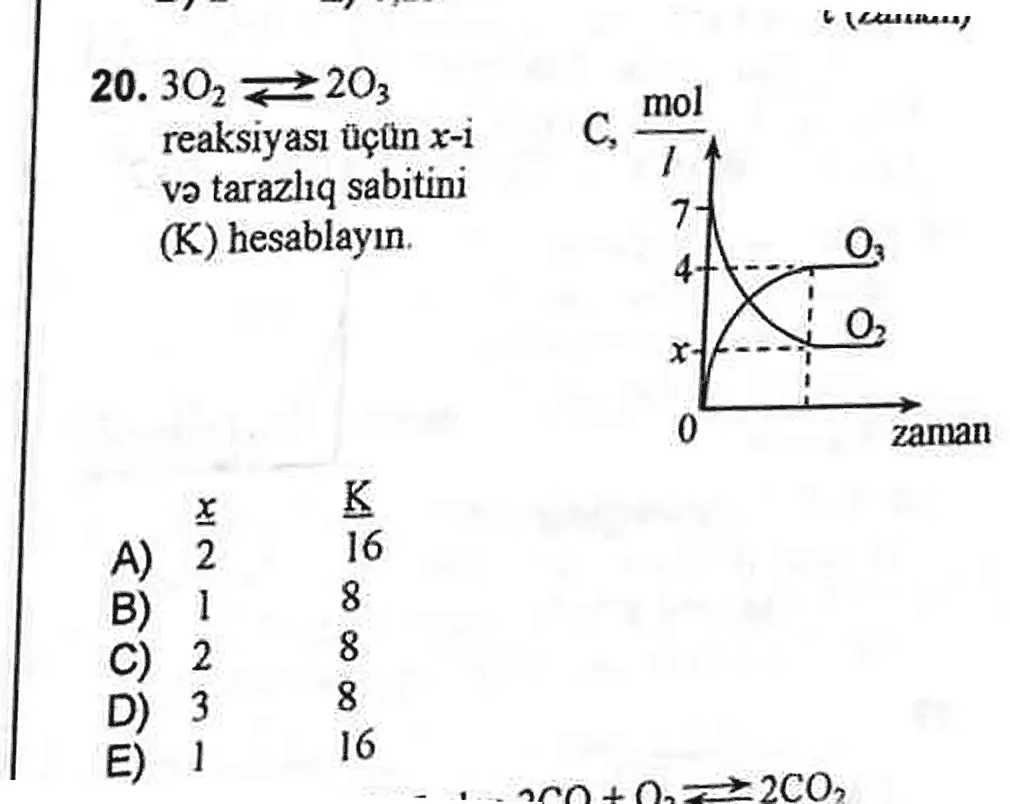 t (zaman)
20. 3O₂ ⇄ 2O₃
reaksiyası üçün x-i
və tarazlıq sabitini
(K) hesablayın.
C, mol/l
7
4
x
0
O₃
O₂
zaman
x K
A) 2 16
B) 1 8
C) 2 8
D) 3 8
E) 1 16
2CO + O₂ ⇄ 2CO₂